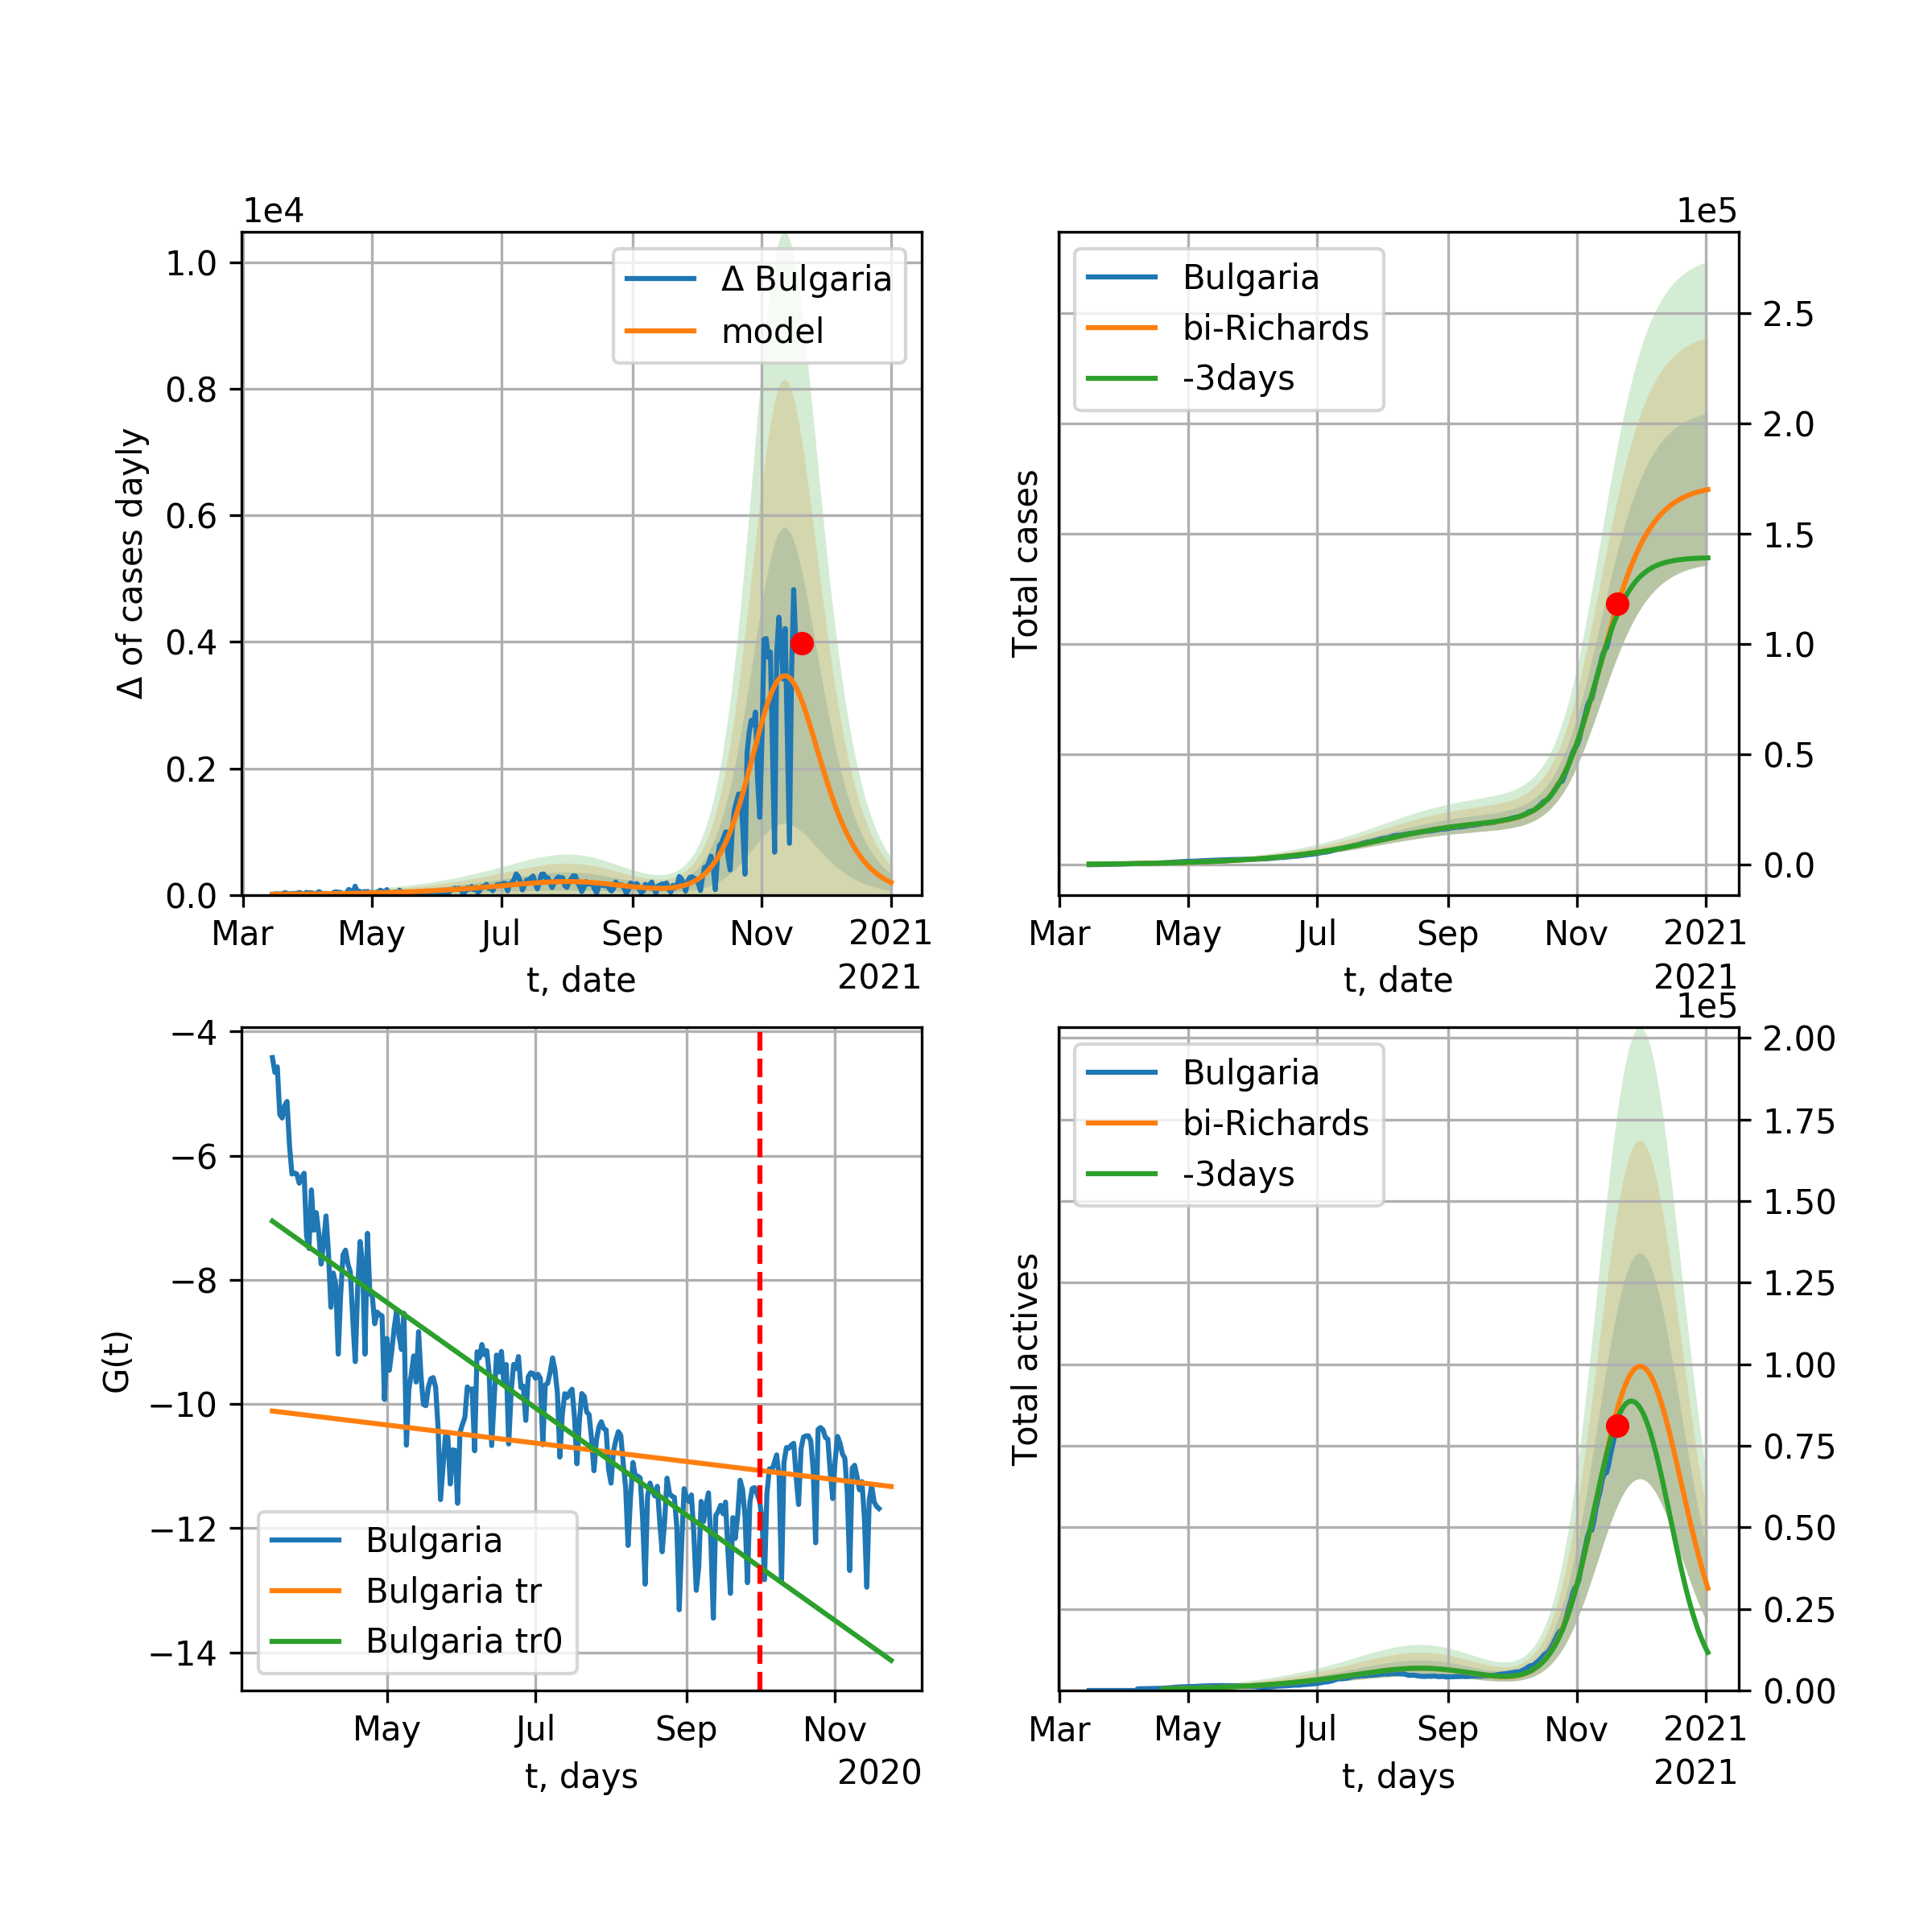 1e4
Δ of cases dayly
1.0
0.8
0.6
0.4
0.2
0.0
Δ Bulgaria
model
Mar May Jul Sep Nov 2021
t, date
2021
1e5
Total cases
Bulgaria
bi-Richards
-3days
2.5
2.0
1.5
1.0
0.5
0.0
Mar May Jul Sep Nov 2021
t, date
2021
G(t)
−4
−6
−8
−10
−12
−14
Bulgaria
Bulgaria tr
Bulgaria tr0
May Jul Sep Nov
t, days
2020
1e5
Total actives
Bulgaria
bi-Richards
-3days
2.00
1.75
1.50
1.25
1.00
0.75
0.50
0.25
0.00
Mar May Jul Sep Nov 2021
t, days
2021